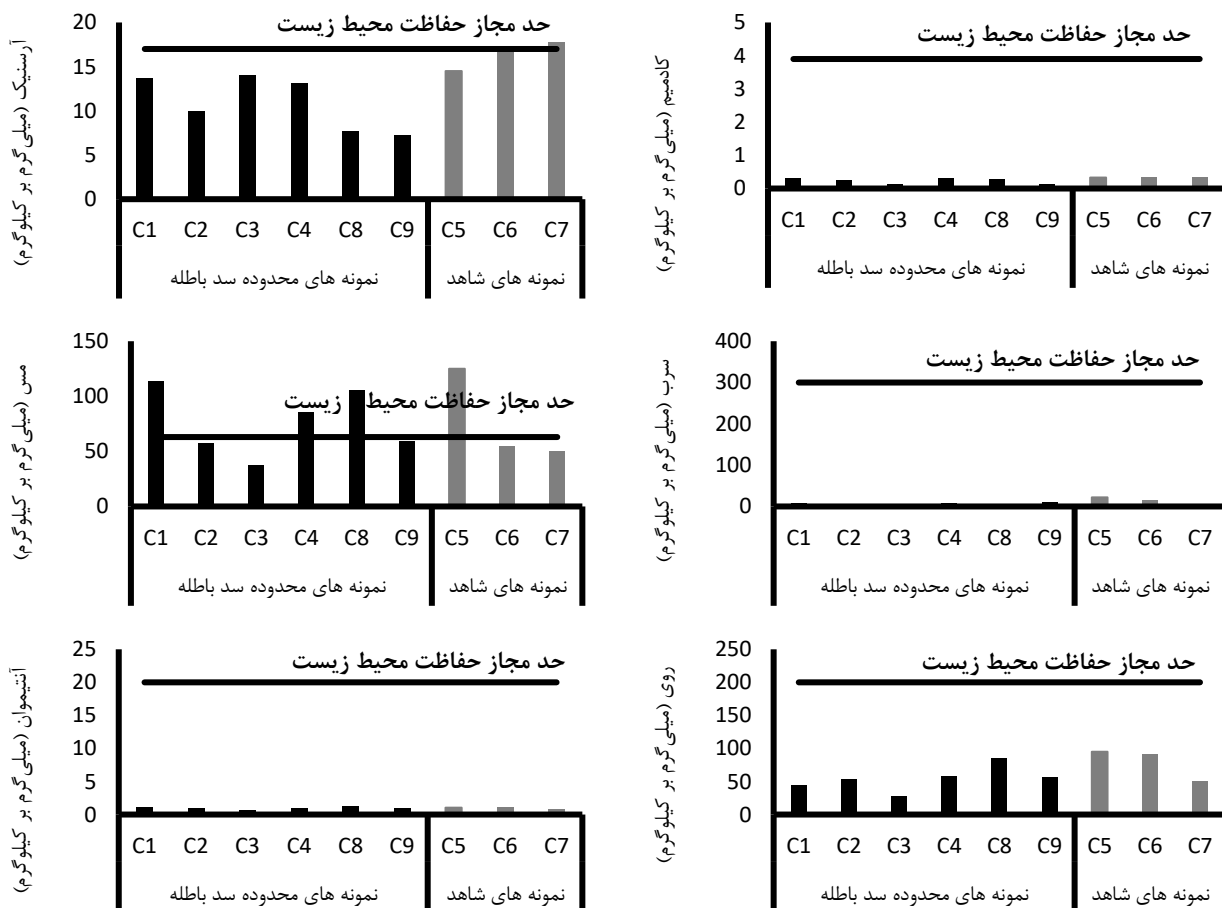 آرسنیک (میلی گرم بر کیلوگرم)
حد مجاز حفاظت محیط زیست
20
15
10
5
0
C1 C2 C3 C4 C8 C9 C5 C6 C7
نمونه های محدوده سد باطله
نمونه های شاهد
کادمیم (میلی گرم بر کیلوگرم)
حد مجاز حفاظت محیط زیست
5
4
3
2
1
0
C1 C2 C3 C4 C8 C9 C5 C6 C7
نمونه های محدوده سد باطله
نمونه های شاهد
مس (میلی گرم بر کیلوگرم)
150
100
50
0
حد مجاز حفاظت محیط زیست
C1 C2 C3 C4 C8 C9 C5 C6 C7
نمونه های محدوده سد باطله
نمونه های شاهد
سرب (میلی گرم بر کیلوگرم)
400
300
200
100
0
حد مجاز حفاظت محیط زیست
C1 C2 C3 C4 C8 C9 C5 C6 C7
نمونه های محدوده سد باطله
نمونه های شاهد
آنتیموان (میلی گرم بر کیلوگرم)
25
20
15
10
5
0
حد مجاز حفاظت محیط زیست
C1 C2 C3 C4 C8 C9 C5 C6 C7
نمونه های محدوده سد باطله
نمونه های شاهد
روی (میلی گرم بر کیلوگرم)
250
200
150
100
50
0
حد مجاز حفاظت محیط زیست
C1 C2 C3 C4 C8 C9 C5 C6 C7
نمونه های محدوده سد باطله
نمونه های شاهد